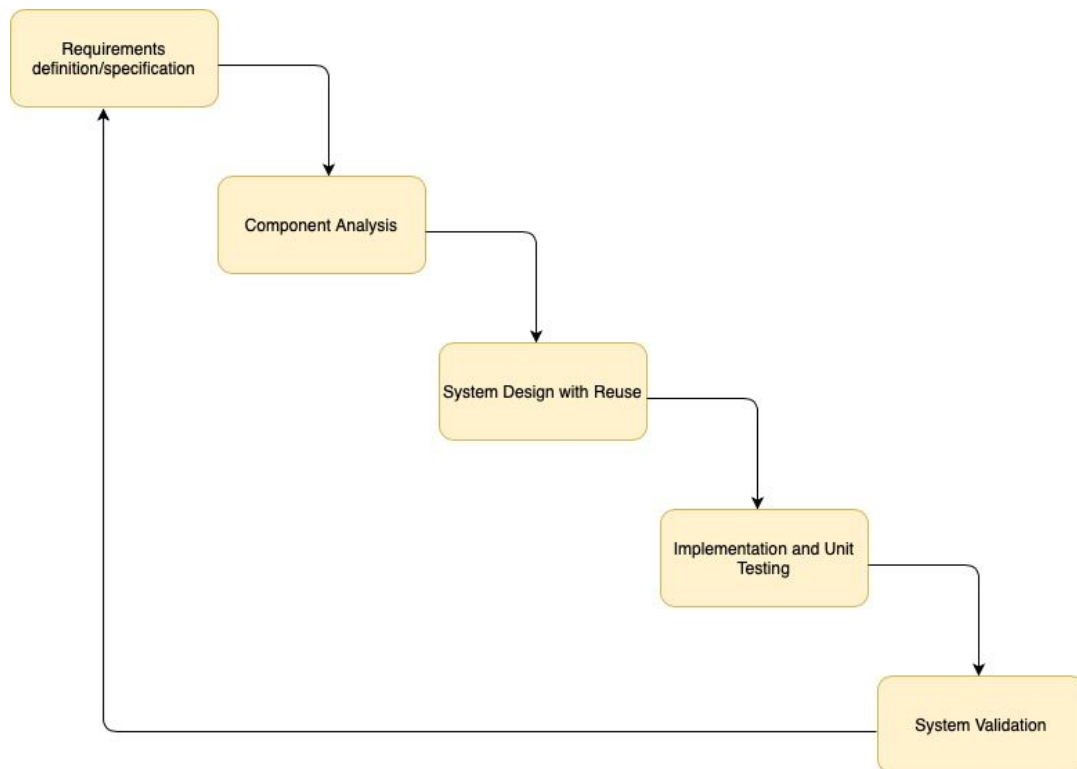 Requirements
definition/specification
Component Analysis
System Design with Reuse
Implementation and Unit
Testing
System Validation